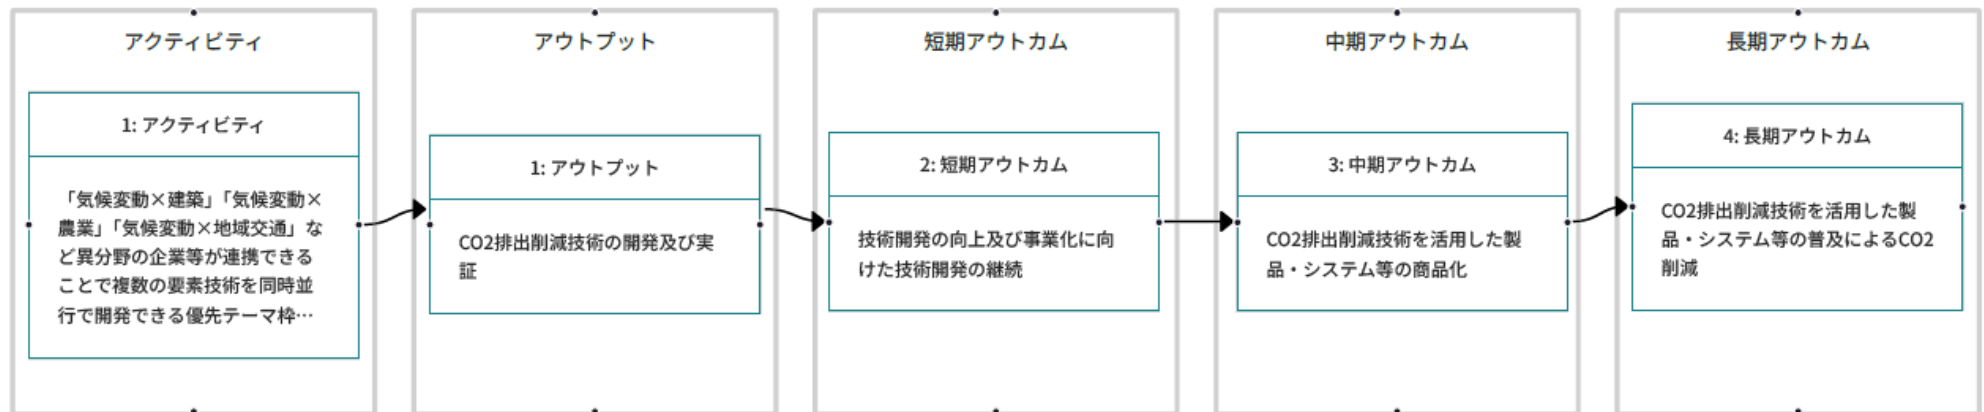 アクティビティ
1: アクティビティ
「気候変動×建築」「気候変動×
農業」「気候変動×地域交通」な
ど異分野の企業等が連携できる
ことで複数の要素技術を同時並
行で開発できる優先テーマ枠…
アウトプット
1: アウトプット
CO2排出削減技術の開発及び実
証
短期アウトカム
2: 短期アウトカム
技術開発の向上及び事業化に向
けた技術開発の継続
中期アウトカム
3: 中期アウトカム
CO2排出削減技術を活用した製
品・システム等の商品化
長期アウトカム
4: 長期アウトカム
CO2排出削減技術を活用した製
品・システム等の普及によるCO2
削減